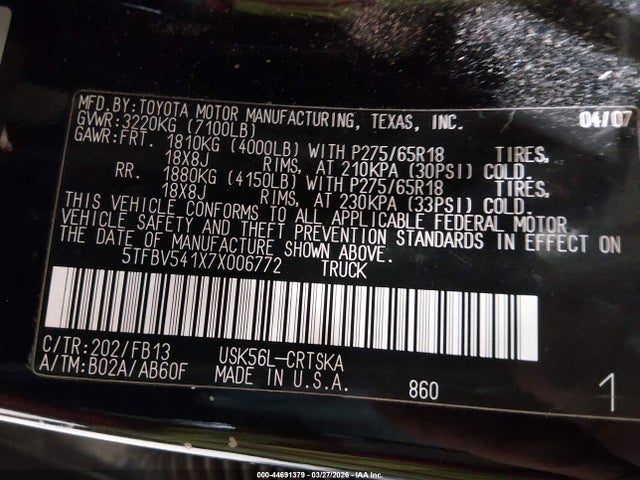 MFD. BY: TOYOTA MOTOR MANUFACTURING, TEXAS, INC. 04/07
GVWR: 3220KG (7100LB)
GAWR: FRT. 1810KG (4000LB) WITH P275/65R18 TIRES,
18X8J RIMS, AT 210KPA (30PSI) COLD.
RR. 1880KG (4150LB) WITH P275/65R18 TIRES,
18X8J RIMS, AT 230KPA (33PSI) COLD.
THIS VEHICLE CONFORMS TO ALL APPLICABLE FEDERAL MOTOR
VEHICLE SAFETY AND THEFT PREVENTION STANDARDS IN EFFECT ON
THE DATE OF MANUFACTURE SHOWN ABOVE.
5TFBV541X7X006772 TRUCK
C/TR: 202/FB13 USK56L-CRTSKA
A/TM: B02A/AB60F MADE IN U.S.A. 860 1
000-44691379 - 03/27/2026 - IAA Inc.